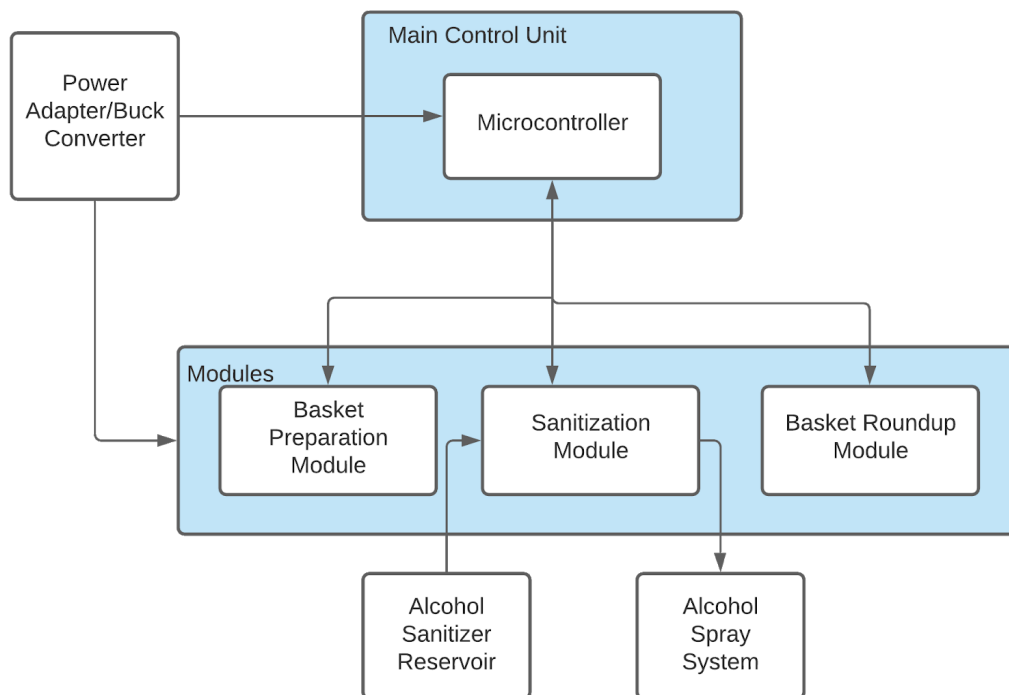 Main Control Unit
Power
Adapter/Buck
Converter
Microcontroller
Modules
Basket
Preparation
Module
Sanitization
Module
Basket Roundup
Module
Alcohol
Sanitizer
Reservoir
Alcohol
Spray
System